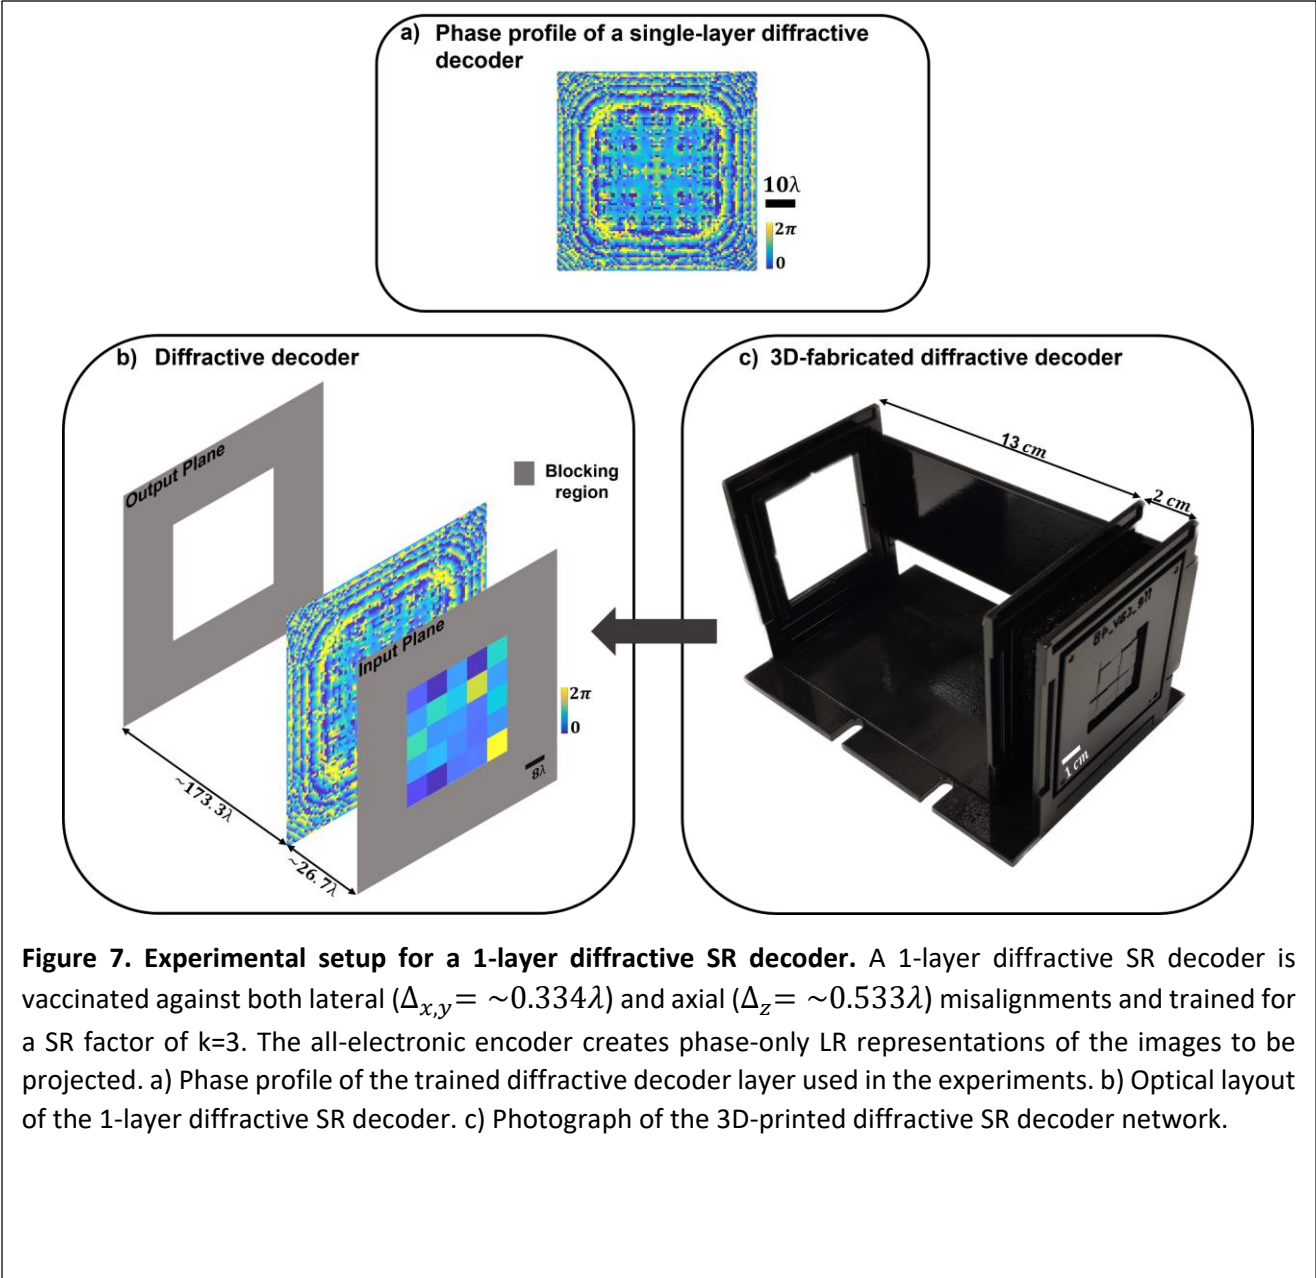 a) Phase profile of a single-layer diffractive
decoder
10λ
2π
0
b) Diffractive decoder
Output Plane
Blocking
region
Input Plane
2π
0
8λ
~173.3λ
~26.7λ
c) 3D-fabricated diffractive decoder
13 cm
2 cm
1 cm
Figure 7. Experimental setup for a 1-layer diffractive SR decoder. A 1-layer diffractive SR decoder is
vaccinated against both lateral (Δx,y= ~0.334λ) and axial (Δz= ~0.533λ) misalignments and trained for
a SR factor of k=3. The all-electronic encoder creates phase-only LR representations of the images to be
projected. a) Phase profile of the trained diffractive decoder layer used in the experiments. b) Optical layout
of the 1-layer diffractive SR decoder. c) Photograph of the 3D-printed diffractive SR decoder network.